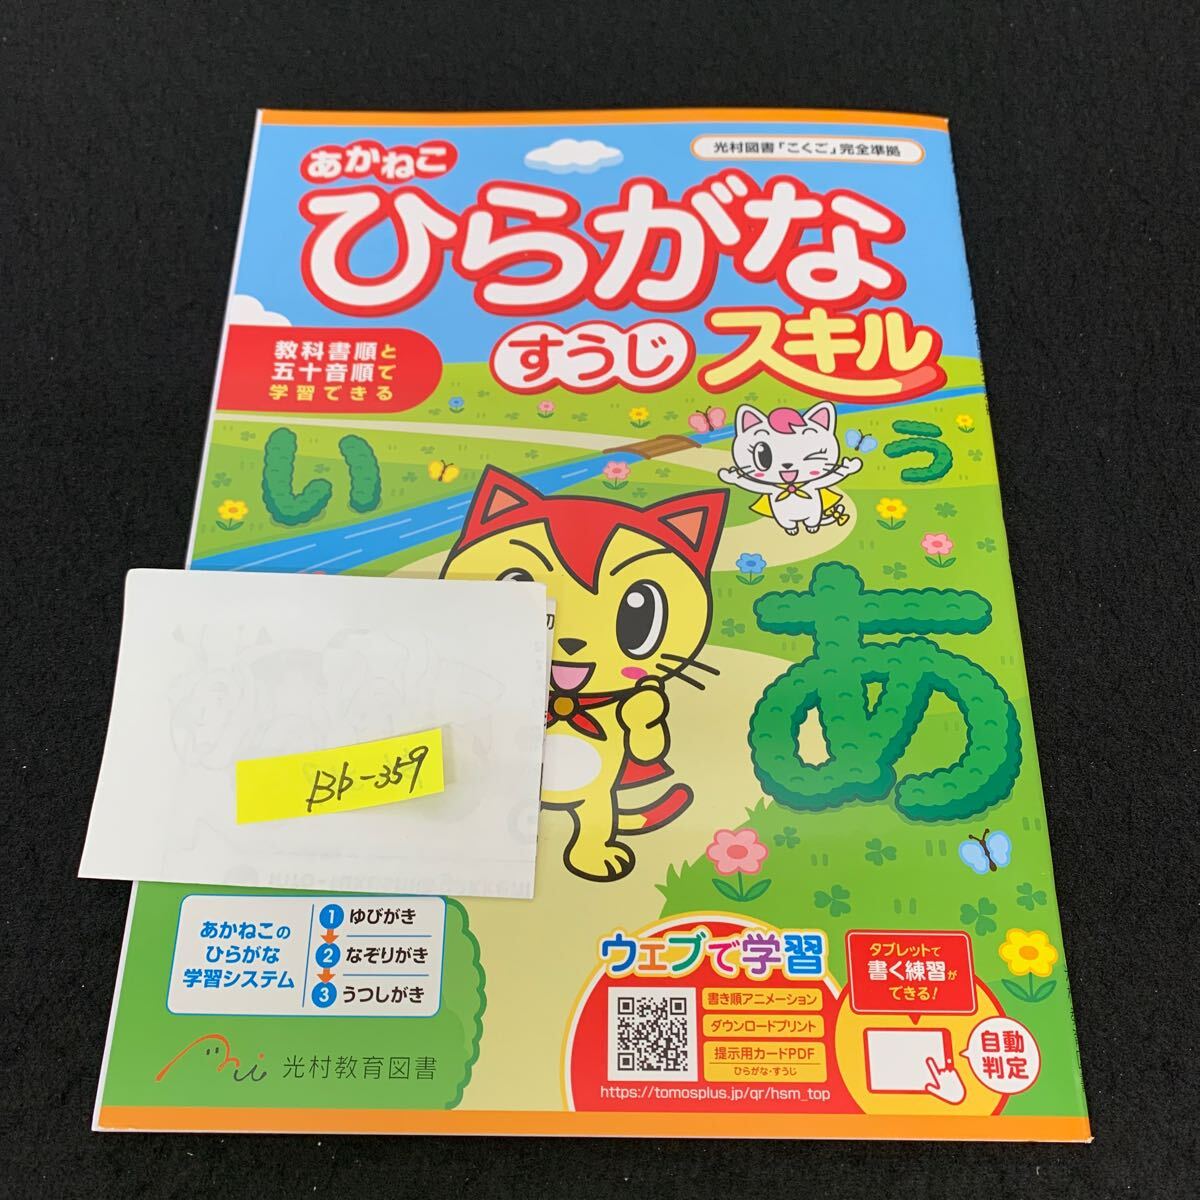 光村図書「こくご」完全準拠
あかねこ
ひらがな
すうじ
スキル
教科書順と
五十音順で
学習できる
い
う
あ
Bb-359
あかねこの
ひらがな
学習システム
1 ゆびがき
2 なぞりがき
3 うつしがき
光村教育図書
ウェブで学習
書き順アニメーション
ダウンロードプリント
提示用カードPDF
ひらがな・すうじ
https://tomosplus.jp/qr/hsm_top
タブレットで
書く練習が
できる!
自動
判定